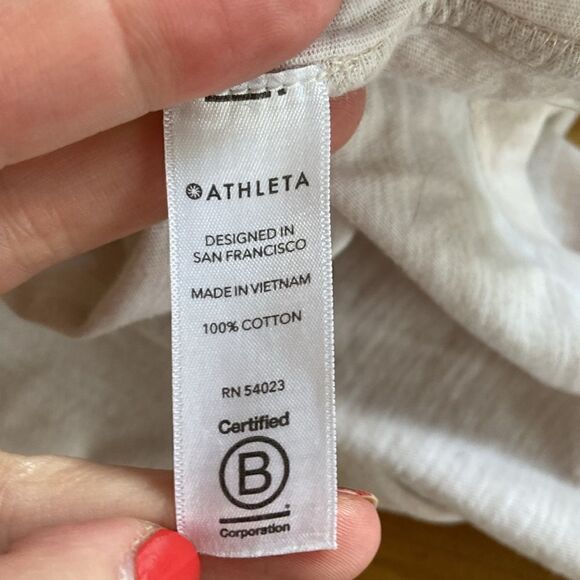 ATHLETA
DESIGNED IN
SAN FRANCISCO
MADE IN VIETNAM
100% COTTON
RN 54023
Certified
B
Corporation